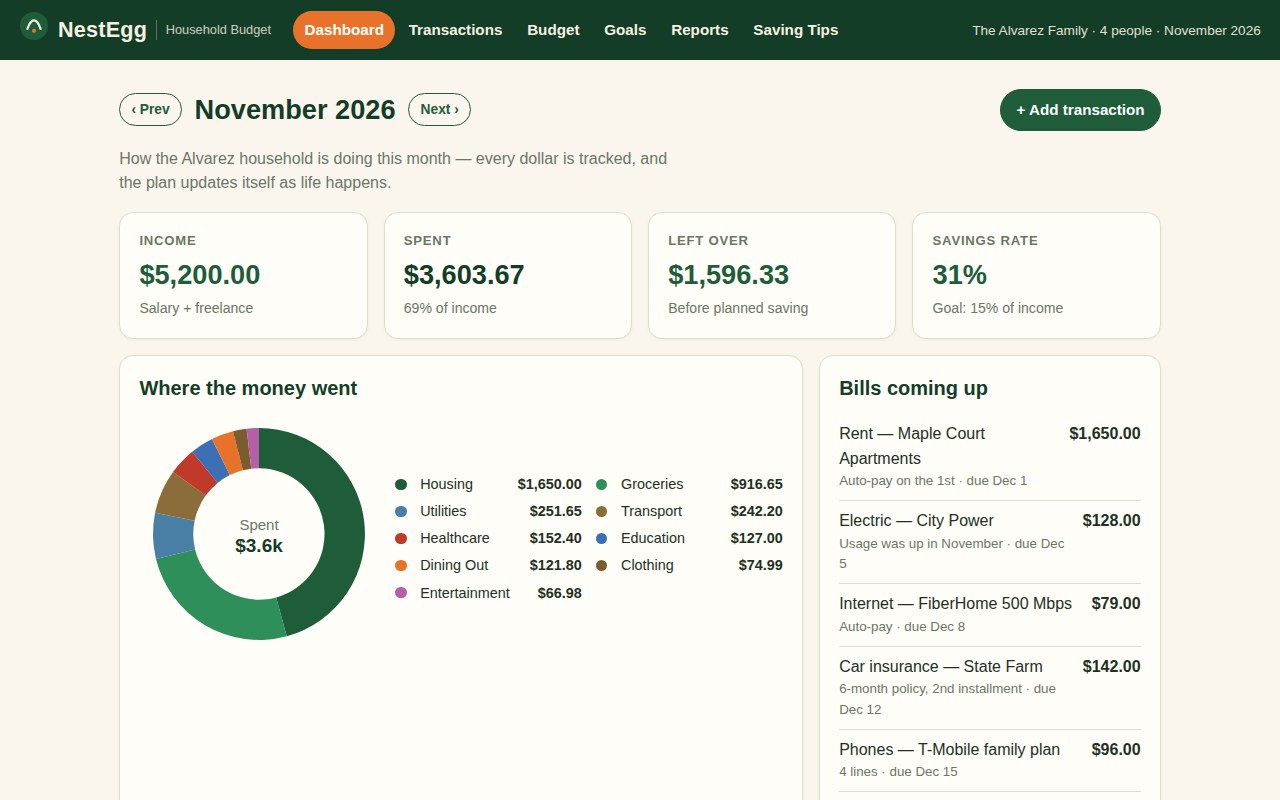 NestEgg
Household Budget
Dashboard
Transactions
Budget
Goals
Reports
Saving Tips
The Alvarez Family · 4 people · November 2026
‹ Prev
November 2026
Next ›
+ Add transaction
How the Alvarez household is doing this month — every dollar is tracked, and
the plan updates itself as life happens.
INCOME
$5,200.00
Salary + freelance
SPENT
$3,603.67
69% of income
LEFT OVER
$1,596.33
Before planned saving
SAVINGS RATE
31%
Goal: 15% of income
Where the money went
Spent
$3.6k
Housing $1,650.00
Groceries $916.65
Utilities $251.65
Transport $242.20
Healthcare $152.40
Education $127.00
Dining Out $121.80
Clothing $74.99
Entertainment $66.98
Bills coming up
Rent — Maple Court $1,650.00
Apartments
Auto-pay on the 1st · due Dec 1
Electric — City Power $128.00
Usage was up in November · due Dec
5
Internet — FiberHome 500 Mbps $79.00
Auto-pay · due Dec 8
Car insurance — State Farm $142.00
6-month policy, 2nd installment · due
Dec 12
Phones — T-Mobile family plan $96.00
4 lines · due Dec 15